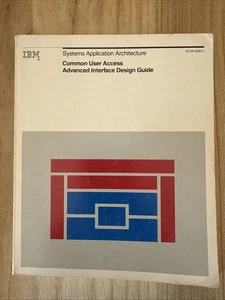 IBM
Systems Application Architecture
Common User Access
Advanced Interface Design Guide